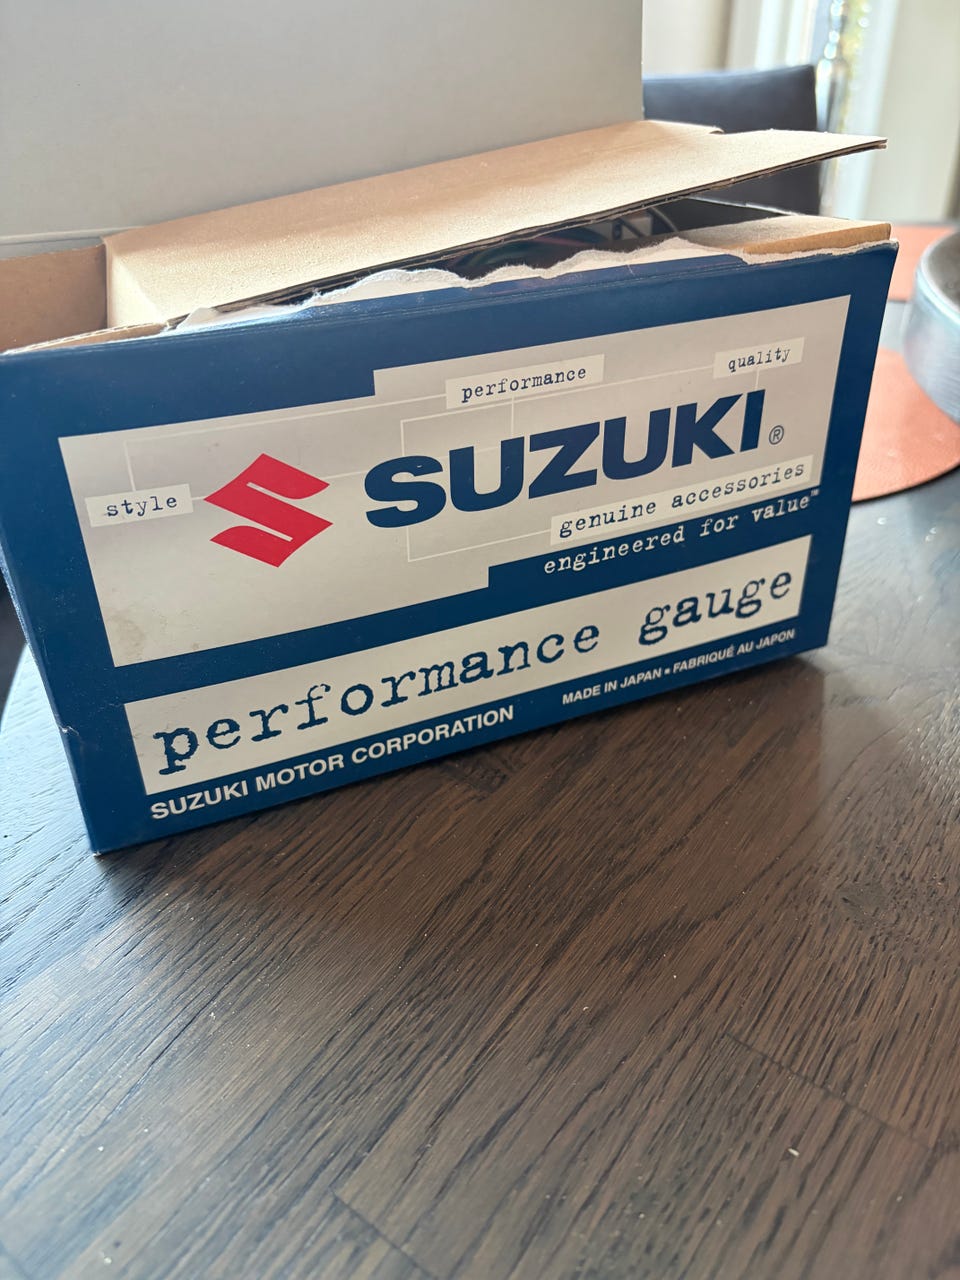 performance
quality
style
SUZUKI®
genuine accessories
engineered for value™
performance gauge
SUZUKI MOTOR CORPORATION
MADE IN JAPAN ▪ FABRIQUÉ AU JAPON